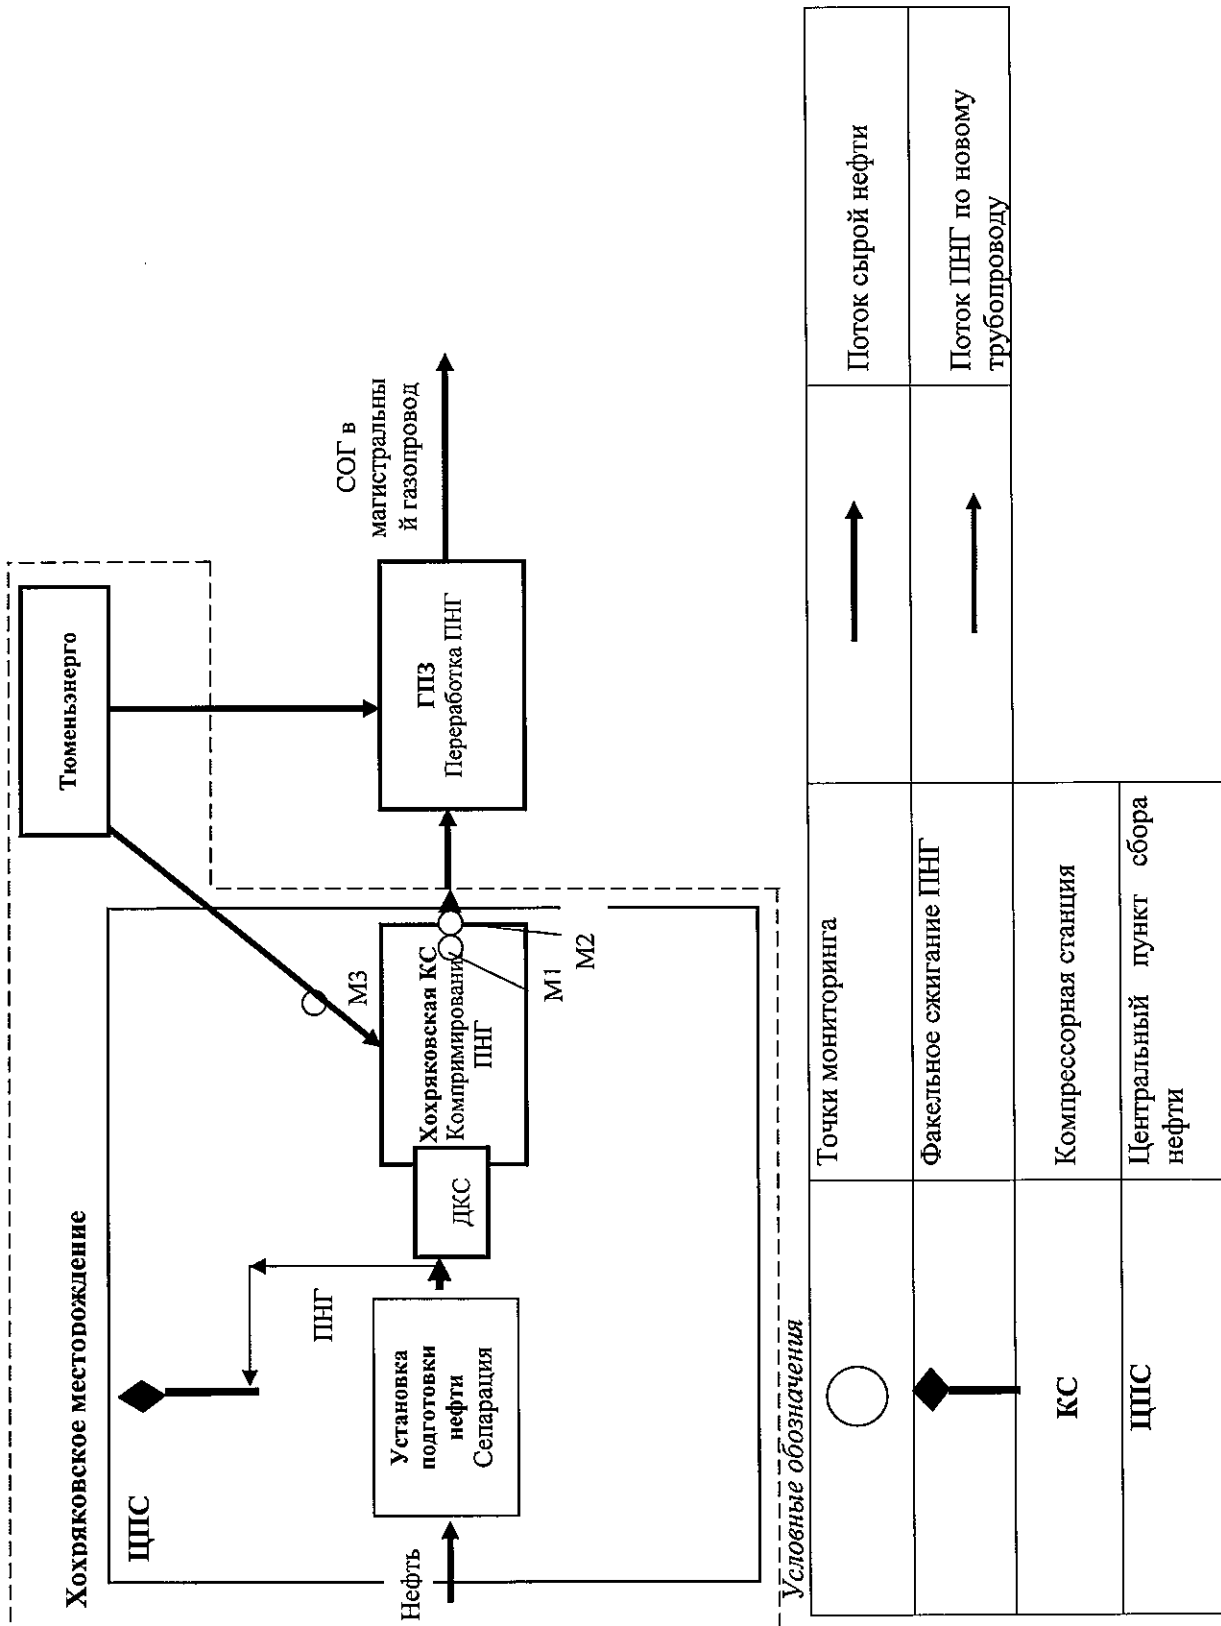 Хохряковское месторождение
ЦПС
Тюменьэнерго
ПНГ
М3
Нефть
Установка
подготовки
нефти
Сепарация
ДКС
Хохряковская КС
Компримирование
ПНГ
М1
М2
ГПЗ
Переработка ПНГ
СОГ в
магистральны
й газопровод
Условные обозначения
Точки мониторинга
Поток сырой нефти
Факельное сжигание ПНГ
Поток ПНГ по новому
трубопроводу
КС
Компрессорная станция
ЦПС
Центральный пункт сбора
нефти